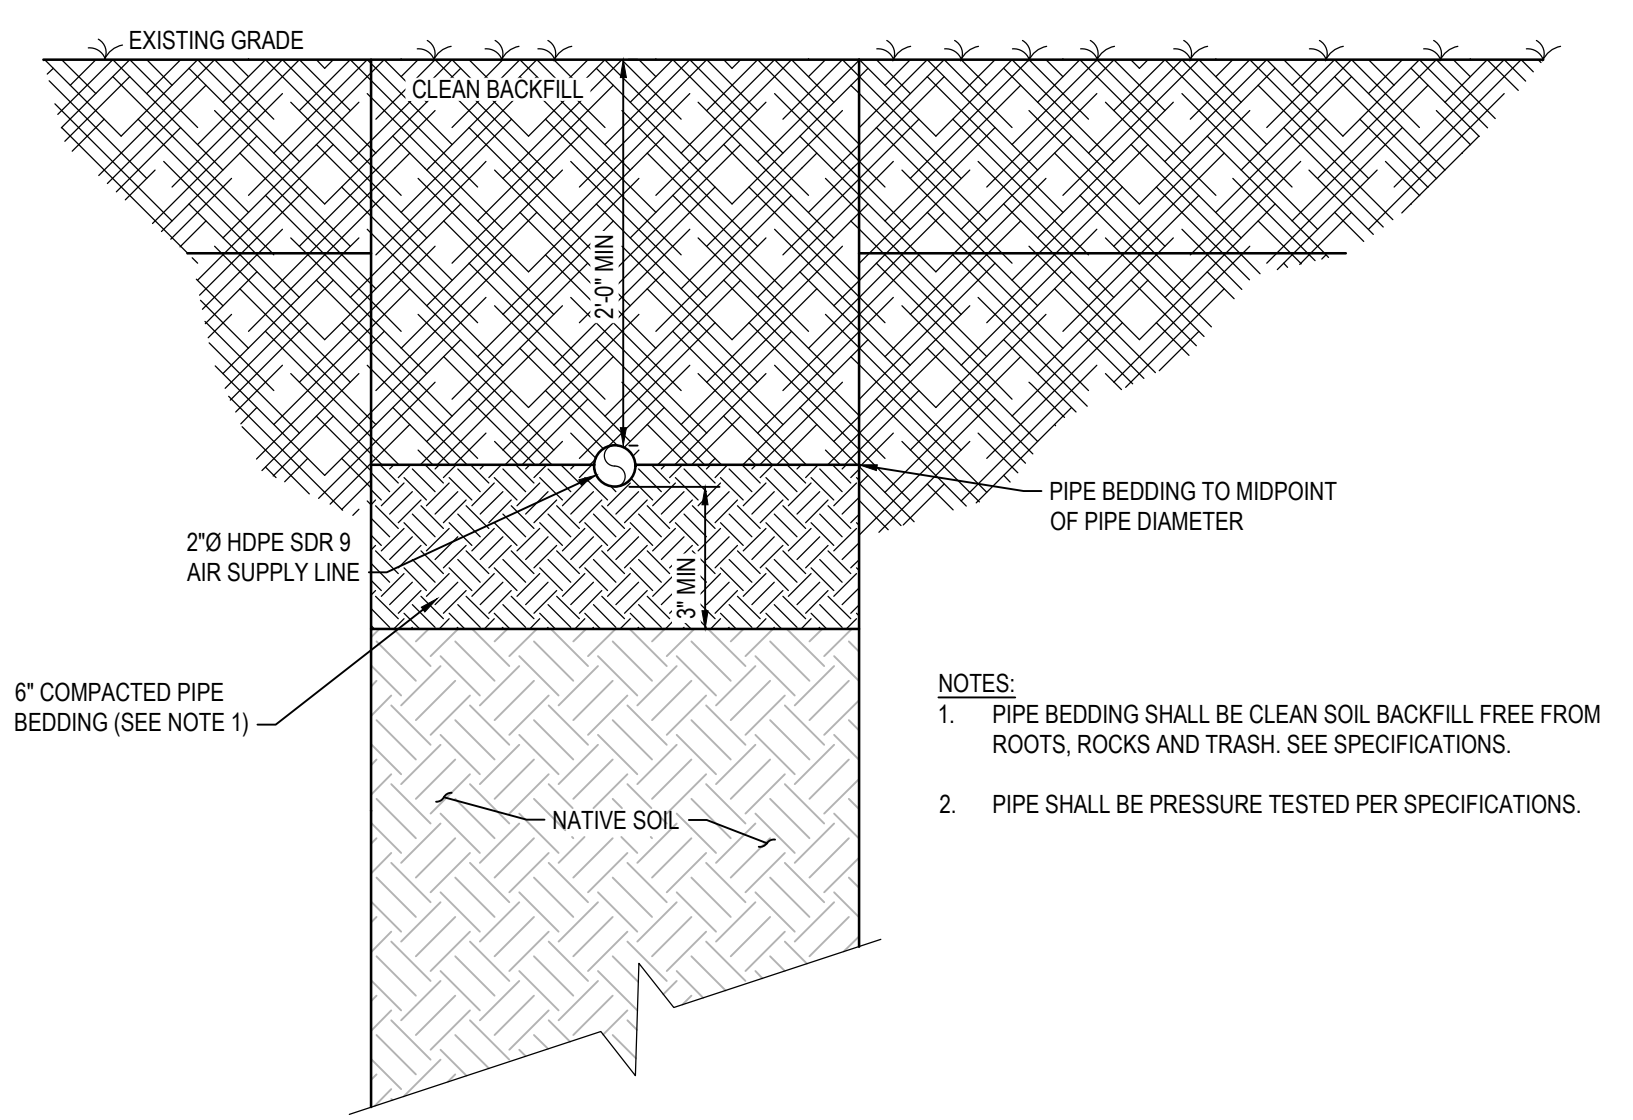 EXISTING GRADE
CLEAN BACKFILL
2'-0" MIN
PIPE BEDDING TO MIDPOINT
OF PIPE DIAMETER
2"Ø HDPE SDR 9
AIR SUPPLY LINE
3" MIN
6" COMPACTED PIPE
BEDDING (SEE NOTE 1)
NATIVE SOIL
NOTES:
1. PIPE BEDDING SHALL BE CLEAN SOIL BACKFILL FREE FROM
ROOTS, ROCKS AND TRASH. SEE SPECIFICATIONS.
2. PIPE SHALL BE PRESSURE TESTED PER SPECIFICATIONS.